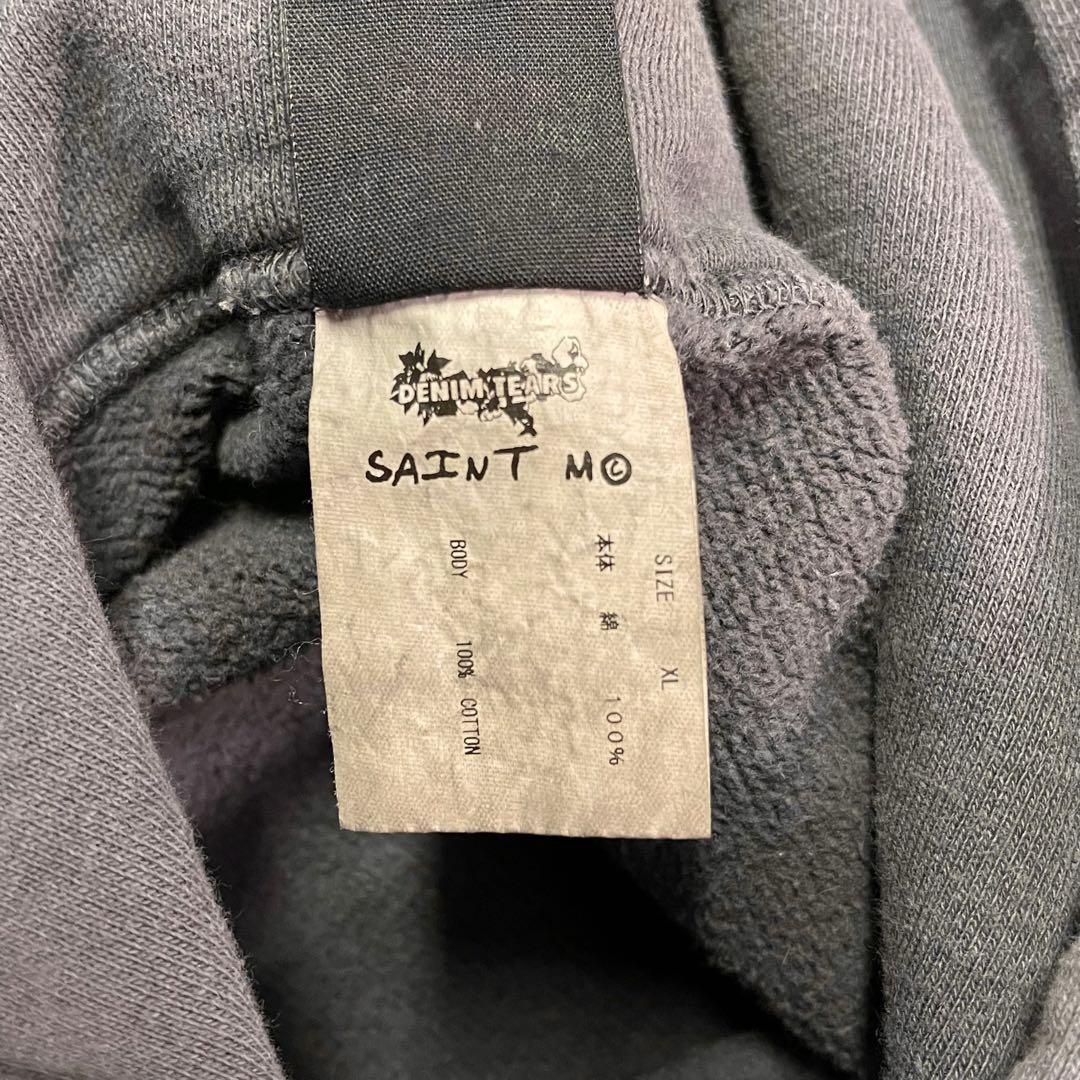 DENIM TEARS
SAINT M©
SIZE XL
本体 綿 100%
BODY 100% COTTON